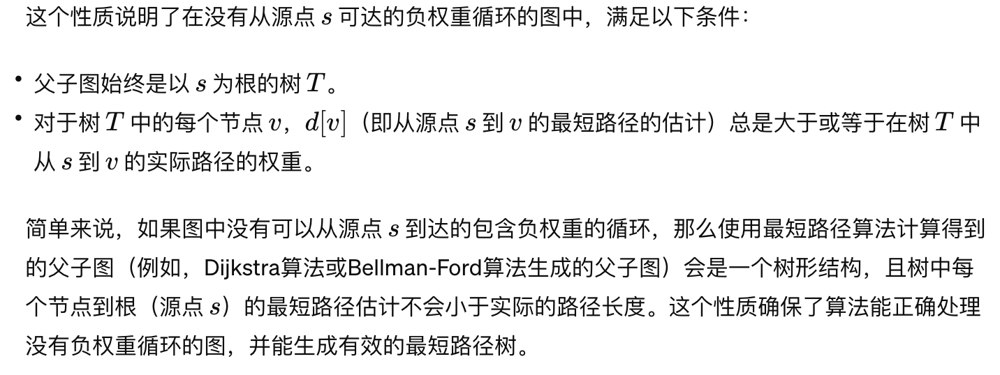 这个性质说明了在没有从源点 s 可达的负权重循环的图中，满足以下条件：
• 父子图始终是以 s 为根的树 T。
• 对于树 T 中的每个节点 v，d[v]（即从源点 s 到 v 的最短路径的估计）总是大于或等于在树 T 中
从 s 到 v 的实际路径的权重。
简单来说，如果图中没有可以从源点 s 到达的包含负权重的循环，那么使用最短路径算法计算得到
的父子图（例如，Dijkstra算法或Bellman-Ford算法生成的父子图）会是一个树形结构，且树中每
个节点到根（源点 s）的最短路径估计不会小于实际的路径长度。这个性质确保了算法能正确处理
没有负权重循环的图，并能生成有效的最短路径树。